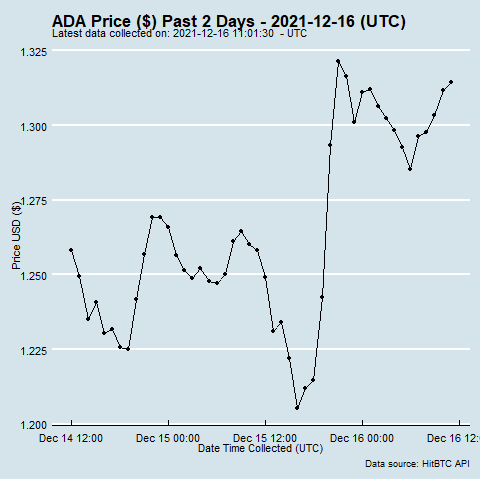 ADA Price ($) Past 2 Days - 2021-12-16 (UTC)
Latest data collected on: 2021-12-16 11:01:30  - UTC
1.325
1.300
1.275
1.250
1.225
1.200
Price USD ($)
Dec 14 12:00 Dec 15 00:00 Dec 15 12:00 Dec 16 00:00 Dec 16 12:
Date Time Collected (UTC)
Data source: HitBTC API